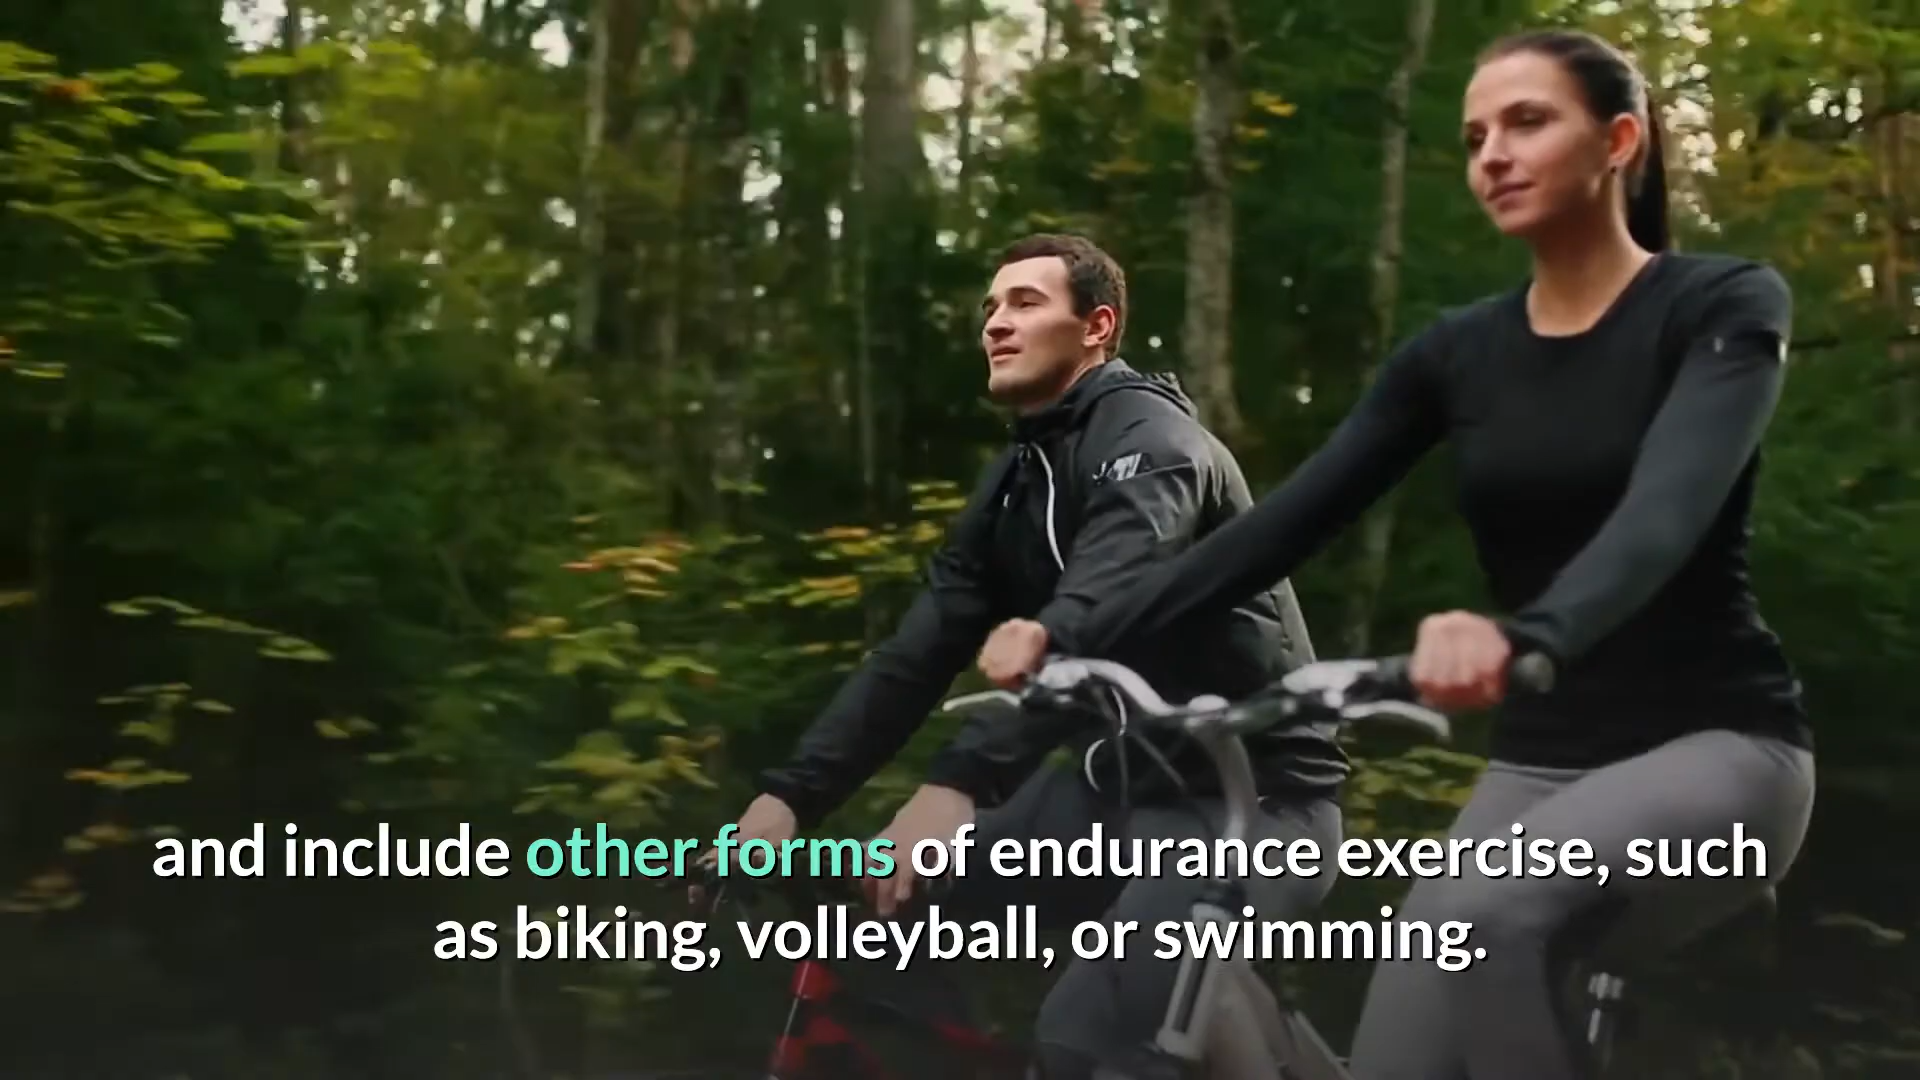 and include other forms of endurance exercise, such
as biking, volleyball, or swimming.